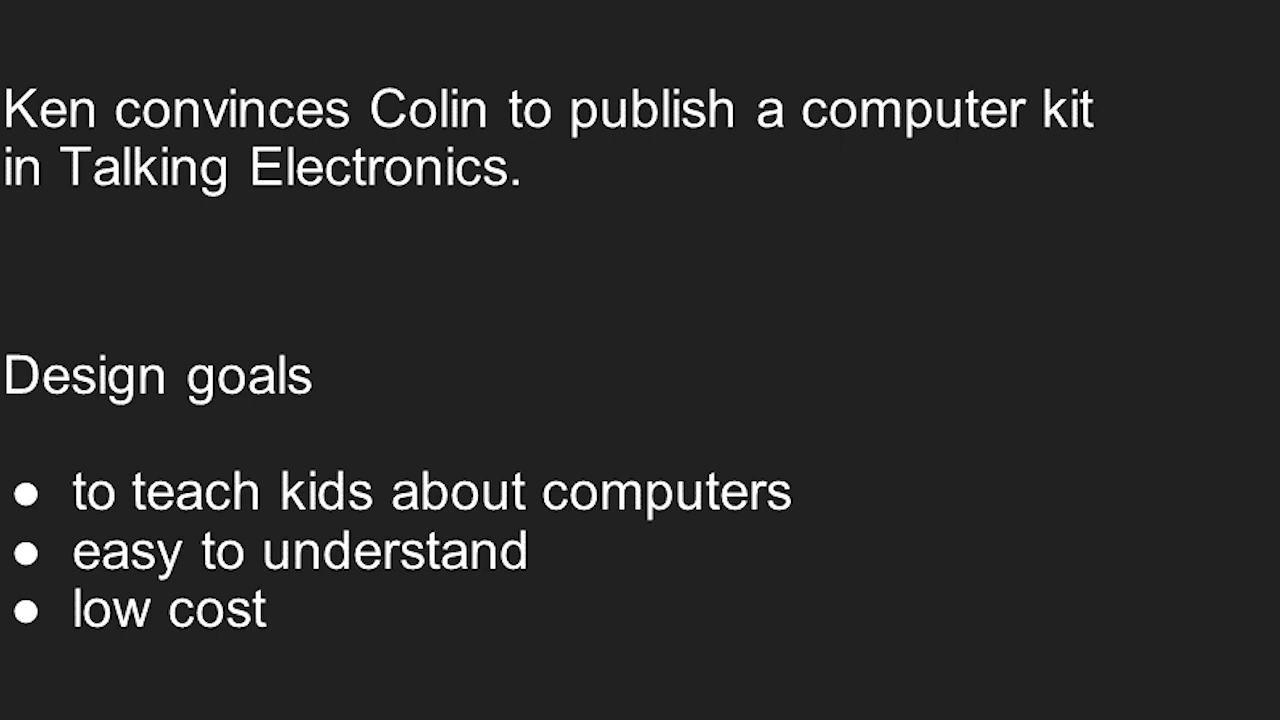 Ken convinces Colin to publish a computer kit
in Talking Electronics.
Design goals
● to teach kids about computers
● easy to understand
● low cost